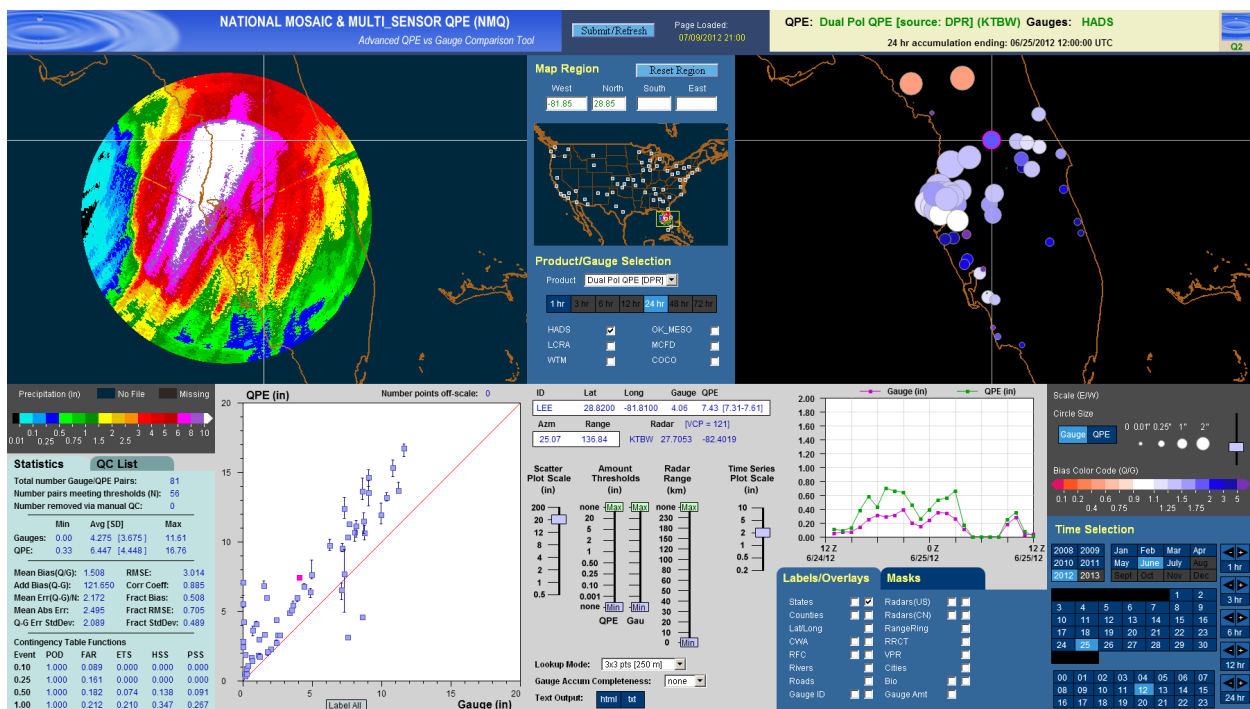 NATIONAL MOSAIC & MULTI_SENSOR QPE (NMQ)
Advanced QPE vs Gauge Comparison Tool
Submit/Refresh
Page Loaded:
07/09/2012 21:00
QPE: Dual Pol QPE [source: DPR] (KTBW) Gauges: HADS
24 hr accumulation ending: 06/25/2012 12:00:00 UTC
Q2
Map Region
Reset Region
West North South East
-81.85 28.85
Product/Gauge Selection
Product Dual Pol QPE [DPR]
1 hr 3 hr 6 hr 12 hr 24 hr 48 hr 72 hr
HADS OK_MESO
LCRA MCFD
WTM COCO
Precipitation (in) No File Missing
0.1 0.3 0.5 1 2 3 4 5 6 8 10
0.01 0.25 0.75 1.5 2.5
Statistics QC List
Total number Gauge/QPE Pairs: 81
Number pairs meeting thresholds (N): 56
Number removed via manual QC: 0
Min Avg [SD] Max
Gauges: 0.00 4.275 [3.675] 11.61
QPE: 0.33 6.447 [4.448] 16.76
Mean Bias(Q/G): 1.508 RMSE: 3.014
Add Bias(Q-G): 121.650 Corr Coeff: 0.885
Mean Err(Q-G)/N: 2.172 Fract Bias: 0.508
Mean Abs Err: 2.495 Fract RMSE: 0.705
Q-G Err StdDev: 2.089 Fract StdDev: 0.489
Contingency Table Functions
Event POD FAR ETS HSS PSS
0.10 1.000 0.089 0.000 0.000 0.000
0.25 1.000 0.161 0.000 0.000 0.000
0.50 1.000 0.182 0.074 0.138 0.091
1.00 1.000 0.212 0.210 0.347 0.267
QPE (in) Number points off-scale: 0
20
15
10
5
0
0 5 10 15 20
Label All Gauge (in)
ID Lat Long Gauge QPE
LEE 28.8200 -81.8100 4.06 7.43 [7.31-7.61]
Azm Range Radar [VCP = 121]
25.07 136.84 KTBW 27.7053 -82.4019
Scatter Plot Scale (in)
200
20
12
8
4
2
1
0.5
Amount Thresholds (in)
none Max Max
20
6
5
2
1
0.50
0.25
0.10
0.001
none Min Min
QPE Gau
Radar Range (km)
none Max
230
180
150
120
100
80
60
50
40
30
20
10
0 Min
Time Series Plot Scale (in)
10
5
2
1
0.5
0.2
Lookup Mode: 3x3 pts [250 m]
Gauge Accum Completeness: none
Text Output: html txt
Gauge (in) QPE (in)
2.00
1.80
1.60
1.40
1.20
1.00
0.80
0.60
0.40
0.20
0.00
12 Z 0 Z 12 Z
6/24/12 6/25/12 6/25/12
Labels/Overlays Masks
States Radars(US)
Counties Radars(CN)
Lat/Long RangeRing
CWA RRCT
RFC VPR
Rivers Cities
Roads Bio
Gauge ID Gauge Amt
Scale (E/W)
Circle Size
Gauge QPE 0 0.01" 0.25" 1" 2"
Bias Color Code (Q/G)
0.1 0.2 0.6 0.9 1.1 1.5 2 3 5
0.4 0.75 1.25 1.75
Time Selection
2008 2009 Jan Feb Mar Apr
2010 2011 May June July Aug
2012 2013 Sept Oct Nov Dec
1 2
3 4 5 6 7 8 9
10 11 12 13 14 15 16
17 18 19 20 21 22 23
24 25 26 27 28 29 30
00 01 02 03 04 05 06 07
08 09 10 11 12 13 14 15
16 17 18 19 20 21 22 23
1 hr
3 hr
6 hr
12 hr
24 hr